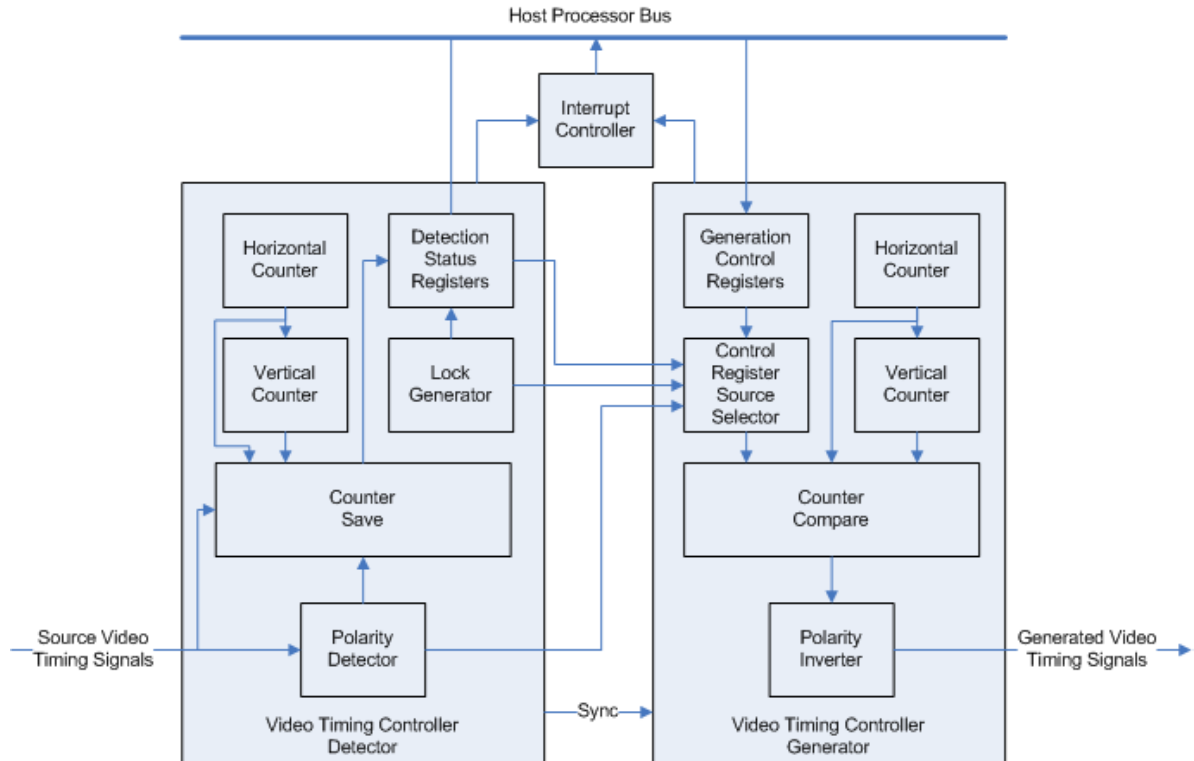 Host Processor Bus
Interrupt
Controller
Horizontal
Counter
Detection
Status
Registers
Generation
Control
Registers
Horizontal
Counter
Vertical
Counter
Lock
Generator
Control
Register
Source
Selector
Vertical
Counter
Counter
Save
Counter
Compare
Source Video
Timing Signals
Polarity
Detector
Polarity
Inverter
Generated Video
Timing Signals
Sync
Video Timing Controller
Detector
Video Timing Controller
Generator